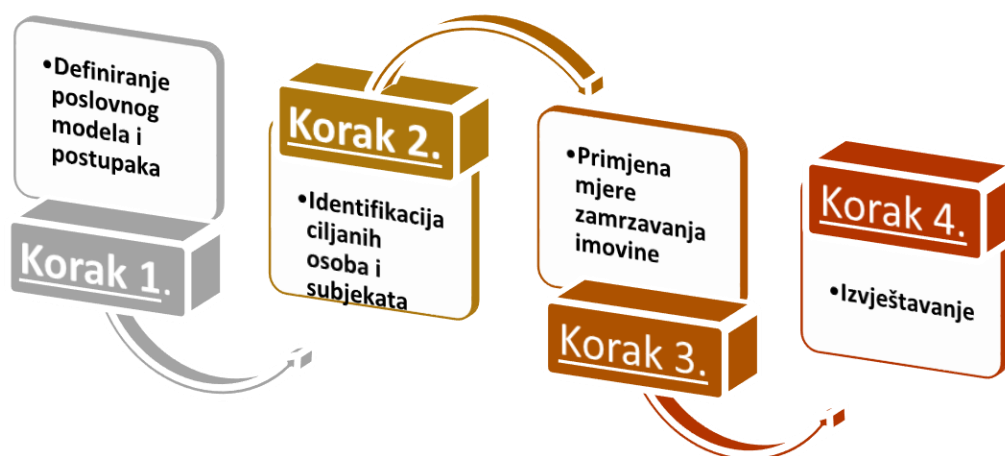 •Definiranje
poslovnog
modela i
postupaka
Korak 1.
Korak 2.
•Identifikacija
ciljanih
osoba i
subjekata
•Primjena
mjere
zamrzavanja
imovine
Korak 3.
Korak 4.
•Izvještavanje